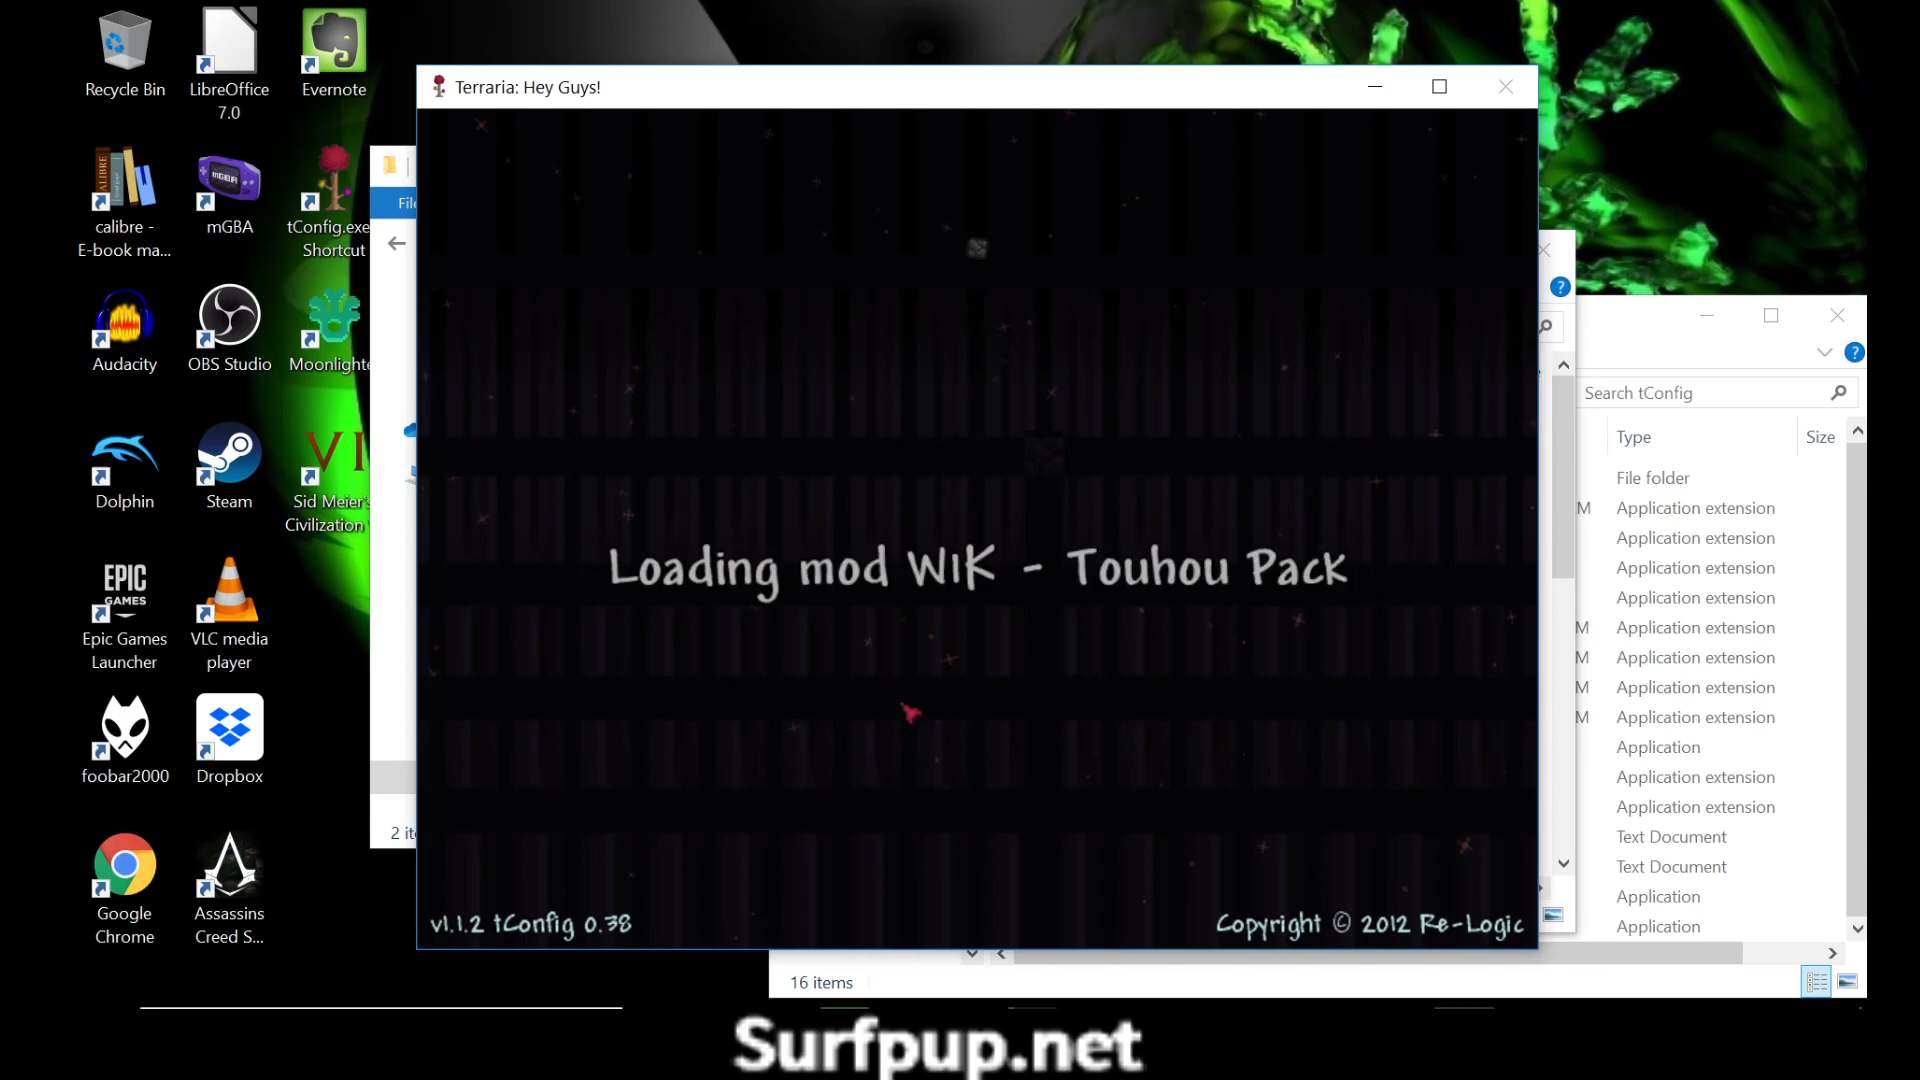 Recycle Bin
LibreOffice
7.0
Evernote
calibre -
E-book ma...
mGBA
tConfig.exe
Shortcut
Audacity
OBS Studio
Moonlighte
Dolphin
Steam
Sid Meier's
Civilization
EPIC
GAMES
Epic Games
Launcher
VLC media
player
foobar2000
Dropbox
Google
Chrome
Assassins
Creed S...
Terraria: Hey Guys!
Loading mod W1K - Touhou Pack
v1.1.2 tConfig 0.38
Copyright © 2012 Re-Logic
File
2 ite
Search tConfig
Type
Size
File folder
M Application extension
Application extension
Application extension
Application extension
M Application extension
M Application extension
M Application extension
M Application extension
Application
Application extension
Application extension
Text Document
Text Document
Application
Application
16 items
Surfpup.net